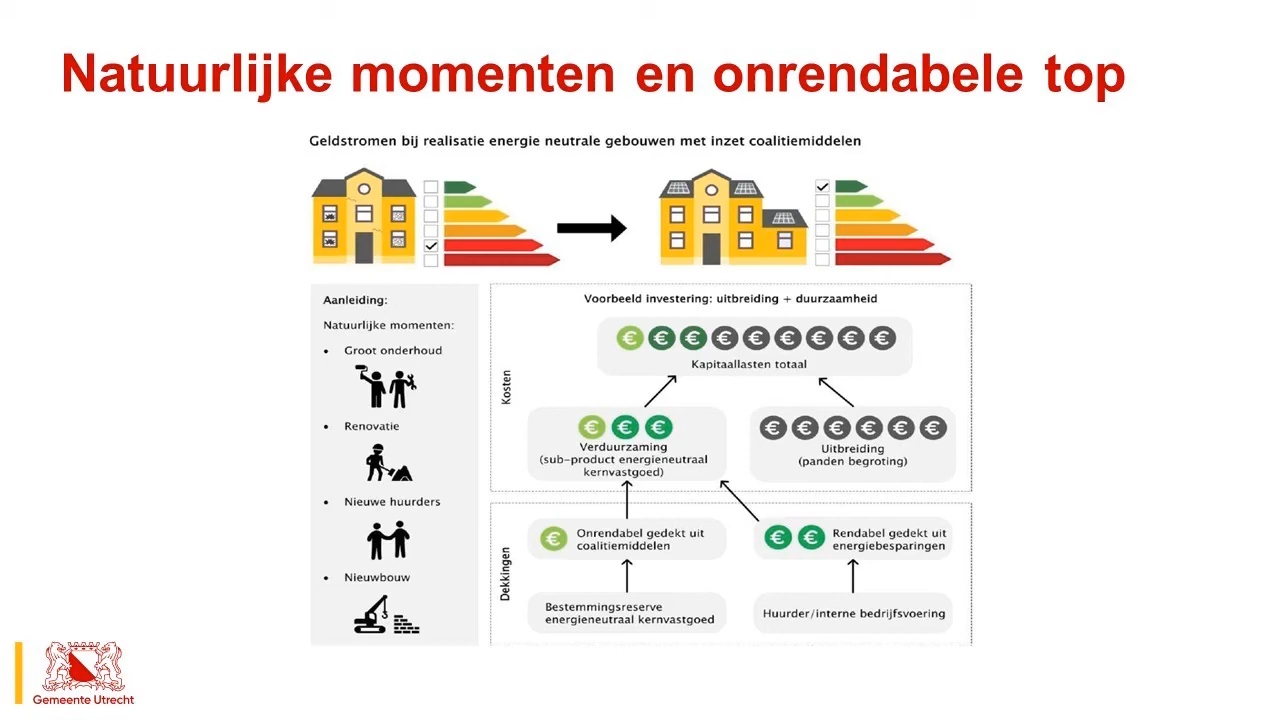 Natuurlijke momenten en onrendabele top
Geldstromen bij realisatie energie neutrale gebouwen met inzet coalitiemiddelen
Aanleiding:
Natuurlijke momenten:
• Groot onderhoud
• Renovatie
• Nieuwe huurders
• Nieuwbouw
Voorbeeld investering: uitbreiding + duurzaamheid
Kosten
€ € € € € € € € €
Kapitaallasten totaal
€ € €
Verduurzaming
(sub-product energieneutraal
kernvastgoed)
€ € € € € €
Uitbreiding
(panden begroting)
Dekkingen
€
Onrendabel gedekt uit
coalitiemiddelen
€ €
Rendabel gedekt uit
energiebesparingen
Bestemmingsreserve
energieneutraal kernvastgoed
Huurder/interne bedrijfsvoering
Gemeente Utrecht